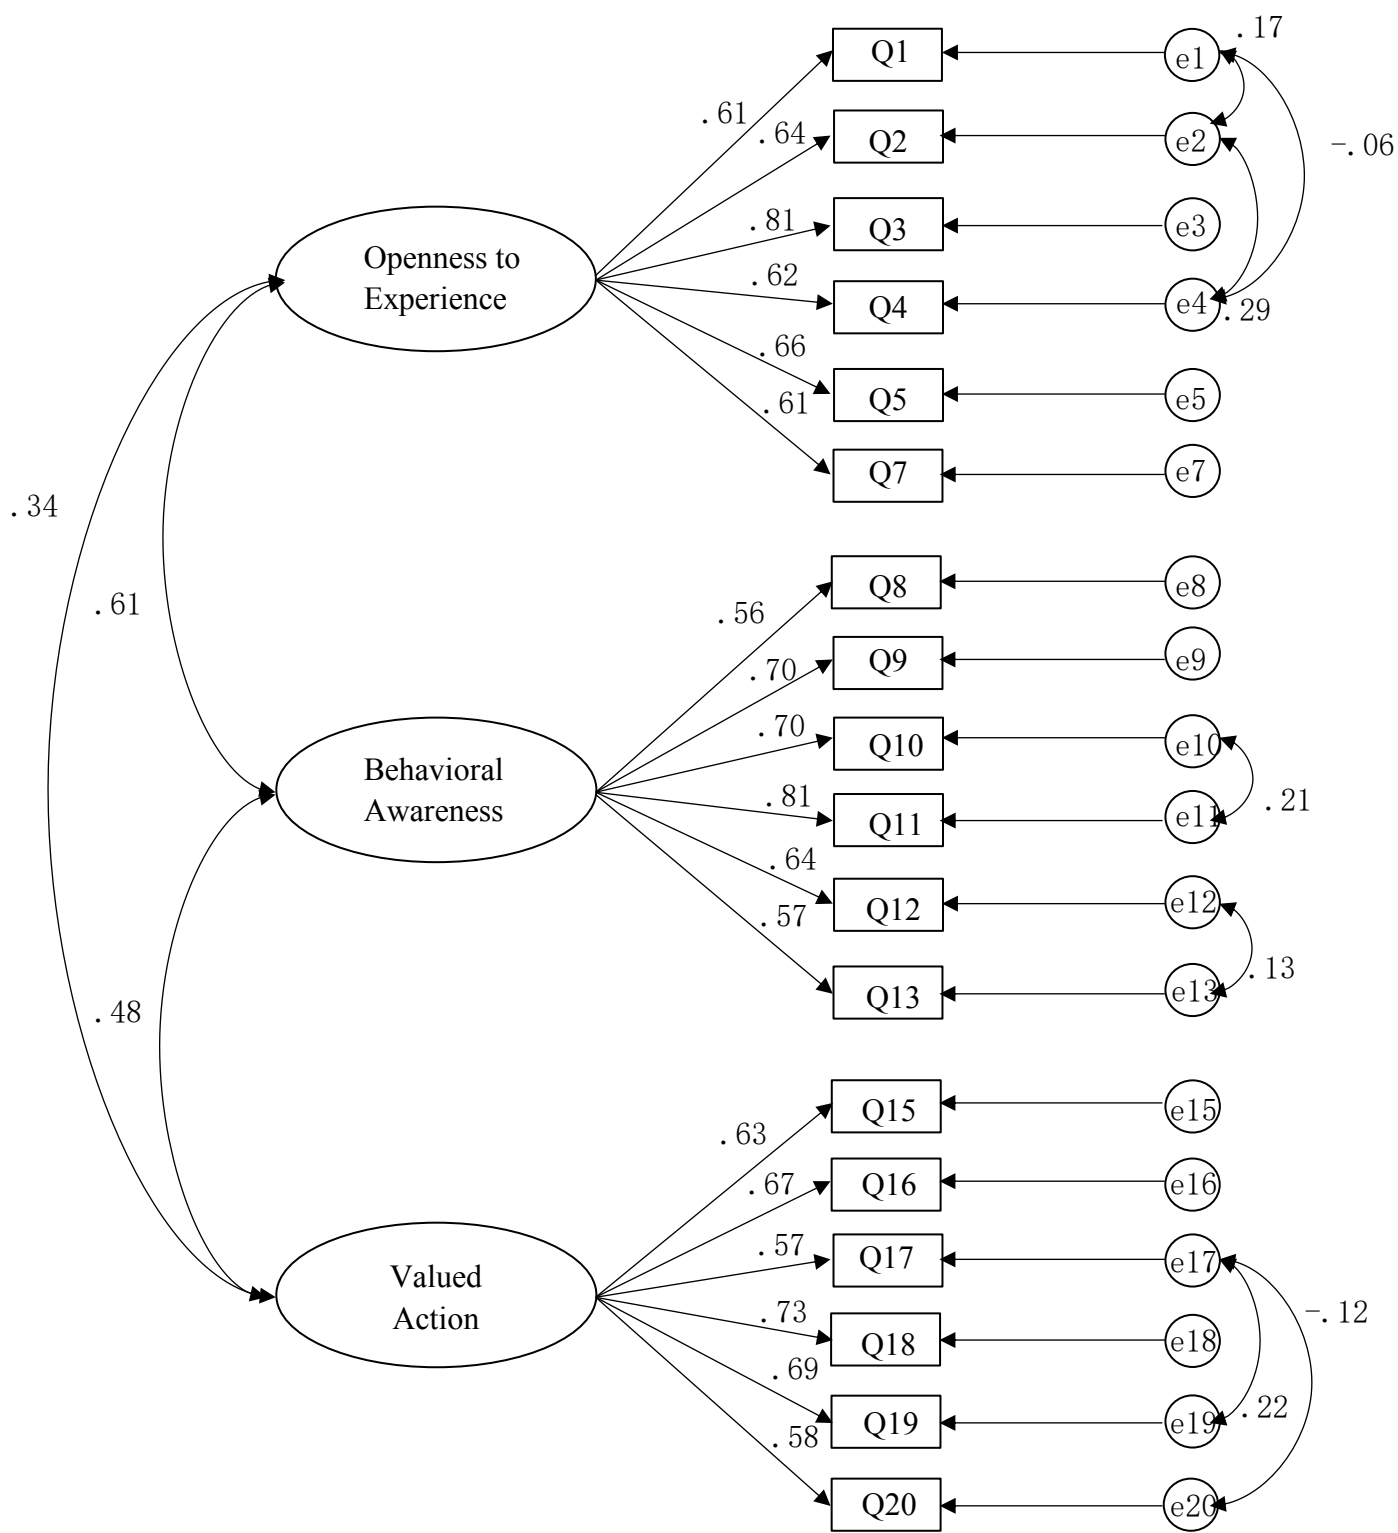 .17
Q1
e1
.61
.64
Q2
e2
-.06
.81
Q3
e3
Openness to
Experience
.62
Q4
e4
.29
.66
Q5
e5
.61
Q7
e7
.34
.61
.56
Q8
e8
.70
Q9
e9
.70
Q10
e10
Behavioral
Awareness
.81
Q11
e11
.21
.64
Q12
e12
.57
.13
Q13
e13
.48
.63
Q15
e15
.67
Q16
e16
.57
Q17
e17
Valued
Action
.73
Q18
e18
-.12
.69
Q19
e19
.22
.58
Q20
e20